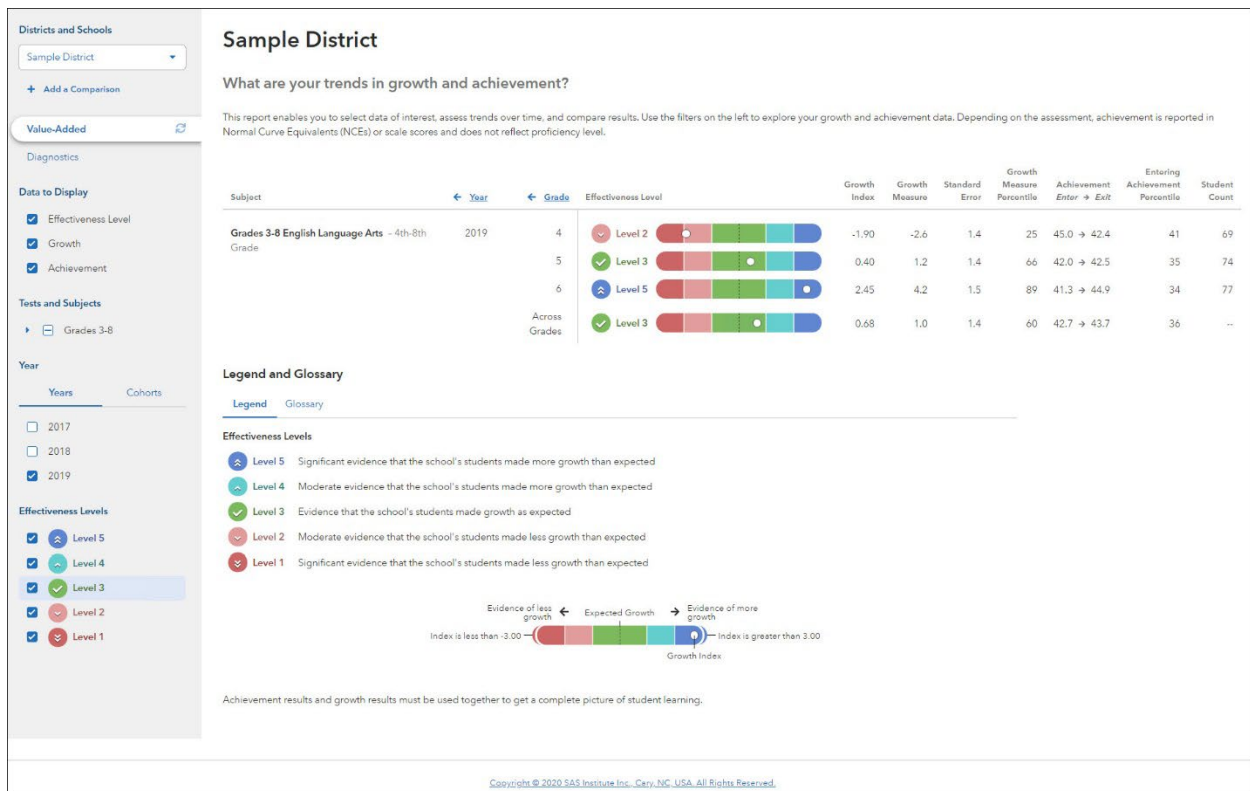 Districts and Schools
Sample District
+ Add a Comparison
Value-Added
Diagnostics
Data to Display
Effectiveness Level
Growth
Achievement
Tests and Subjects
Grades 3-8
Year
Years Cohorts
2017
2018
2019
Effectiveness Levels
Level 5
Level 4
Level 3
Level 2
Level 1
Sample District
What are your trends in growth and achievement?
This report enables you to select data of interest, assess trends over time, and compare results. Use the filters on the left to explore your growth and achievement data. Depending on the assessment, achievement is reported in
Normal Curve Equivalents (NCEs) or scale scores and does not reflect proficiency level.
Subject ← Year ← Grade Effectiveness Level Growth Index Growth Measure Standard Error Growth Measure Percentile Achievement Enter → Exit Entering Achievement Percentile Student Count
Grades 3-8 English Language Arts - 4th-8th Grade 2019 4 Level 2 -1.90 -2.6 1.4 25 45.0 → 42.4 41 69
5 Level 3 0.40 1.2 1.4 66 42.0 → 42.5 35 74
6 Level 5 2.45 4.2 1.5 89 41.3 → 44.9 34 77
Across Grades Level 3 0.68 1.0 1.4 60 42.7 → 43.7 36 --
Legend and Glossary
Legend Glossary
Effectiveness Levels
Level 5 Significant evidence that the school's students made more growth than expected
Level 4 Moderate evidence that the school's students made more growth than expected
Level 3 Evidence that the school's students made growth as expected
Level 2 Moderate evidence that the school's students made less growth than expected
Level 1 Significant evidence that the school's students made less growth than expected
Evidence of less growth ← Expected Growth → Evidence of more growth
Index is less than -3.00 Index is greater than 3.00
Growth Index
Achievement results and growth results must be used together to get a complete picture of student learning.
Copyright © 2020 SAS Institute Inc., Cary, NC, USA. All Rights Reserved.